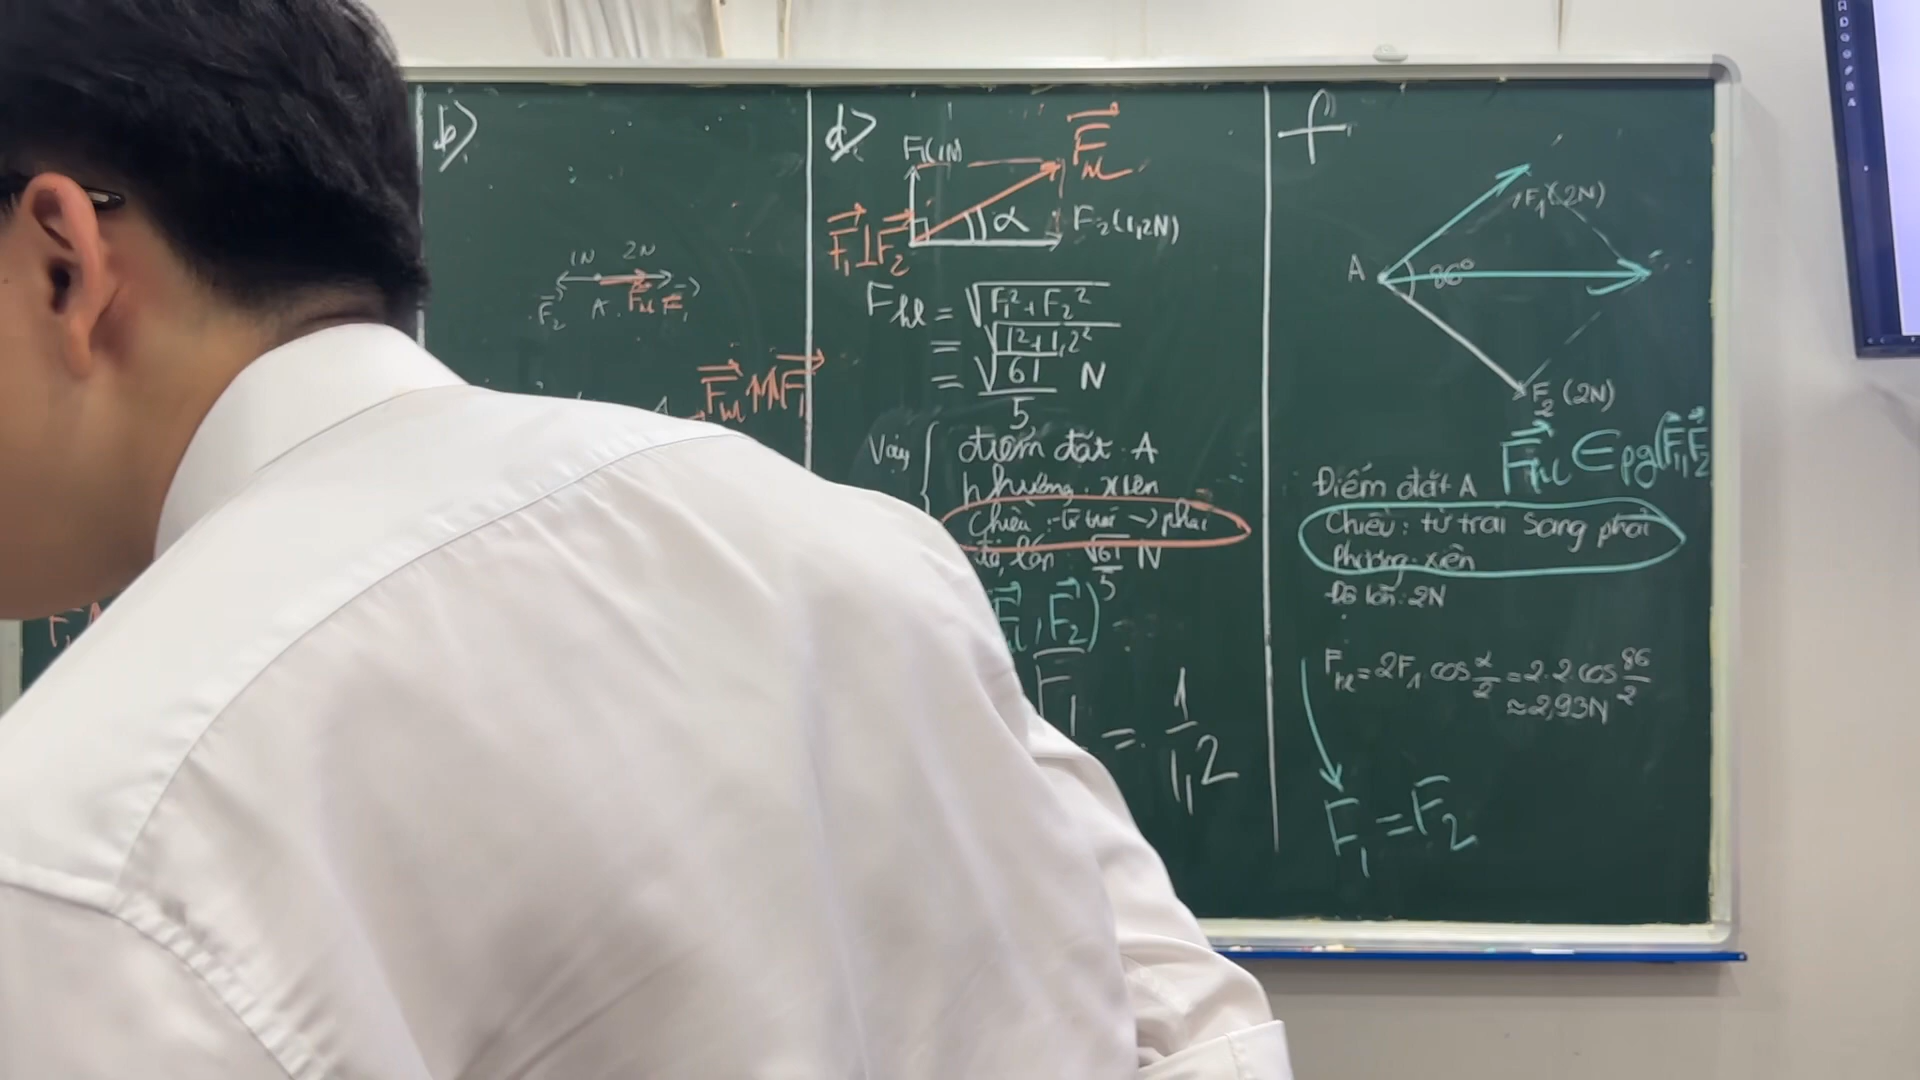 b)
1N 2N
F₂ A Fhl F₁
Fhl ⇈ F₁
d)
F₁(1N)
Fhl
α
F₂(1,2N)
F₁ ⊥ F₂
Fhl = √(F₁² + F₂²)
= √(1² + 1,2²)
= √61/5 N
Vậy
điểm đặt A
phương: xiên
chiều: từ trái → phải
độ lớn √61/5 N
F₂)
F₁
= 1/1,2
f,
F₁(2N)
A 86°
F₂ (2N)
Fhl ∈ pg(F₁,F₂
Điểm đặt A
Chiều: từ trái sang phải
Phương: xiên
Độ lớn: 2N
Fhl = 2F₁ cos α/2 = 2.2.cos 86/2
≈ 2,93N
F₁ = F₂